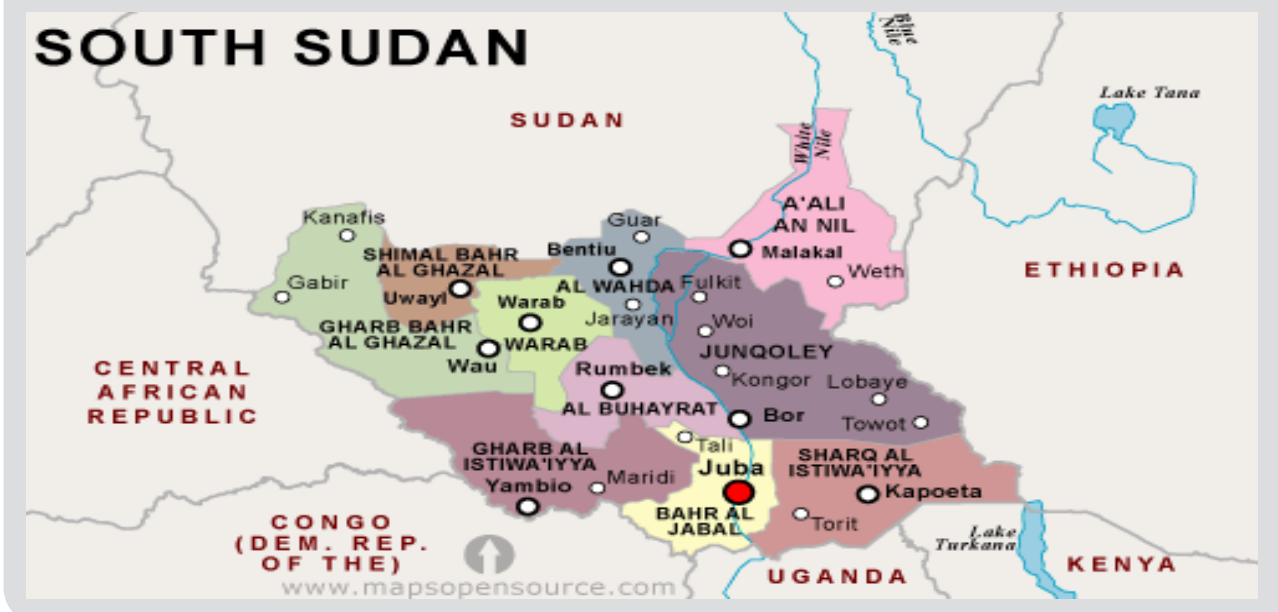 SOUTH SUDAN
Blue
Nile
Lake Tana
SUDAN
White
Nile
A'ALI
AN NIL
Kanafis
Guar
SHIMAL BAHR
AL GHAZAL
Bentiu
Malakal
ETHIOPIA
Gabir
Uwayl
Warab
AL WAHDA
Fulkit
Weth
Jarayan
Woi
GHARB BAHR
AL GHAZAL
WARAB
Wau
JUNQOLEY
CENTRAL
AFRICAN
REPUBLIC
Rumbek
Kongor
Lobaye
AL BUHAYRAT
Bor
Towot
GHARB AL
ISTIWA'IYYA
Tali
SHARQ AL
ISTIWA'IYYA
Juba
Maridi
Yambio
Kapoeta
BAHR AL
JABAL
Torit
CONGO
(DEM. REP.
OF THE)
Lake
Turkana
KENYA
UGANDA
www.mapsopensource.com